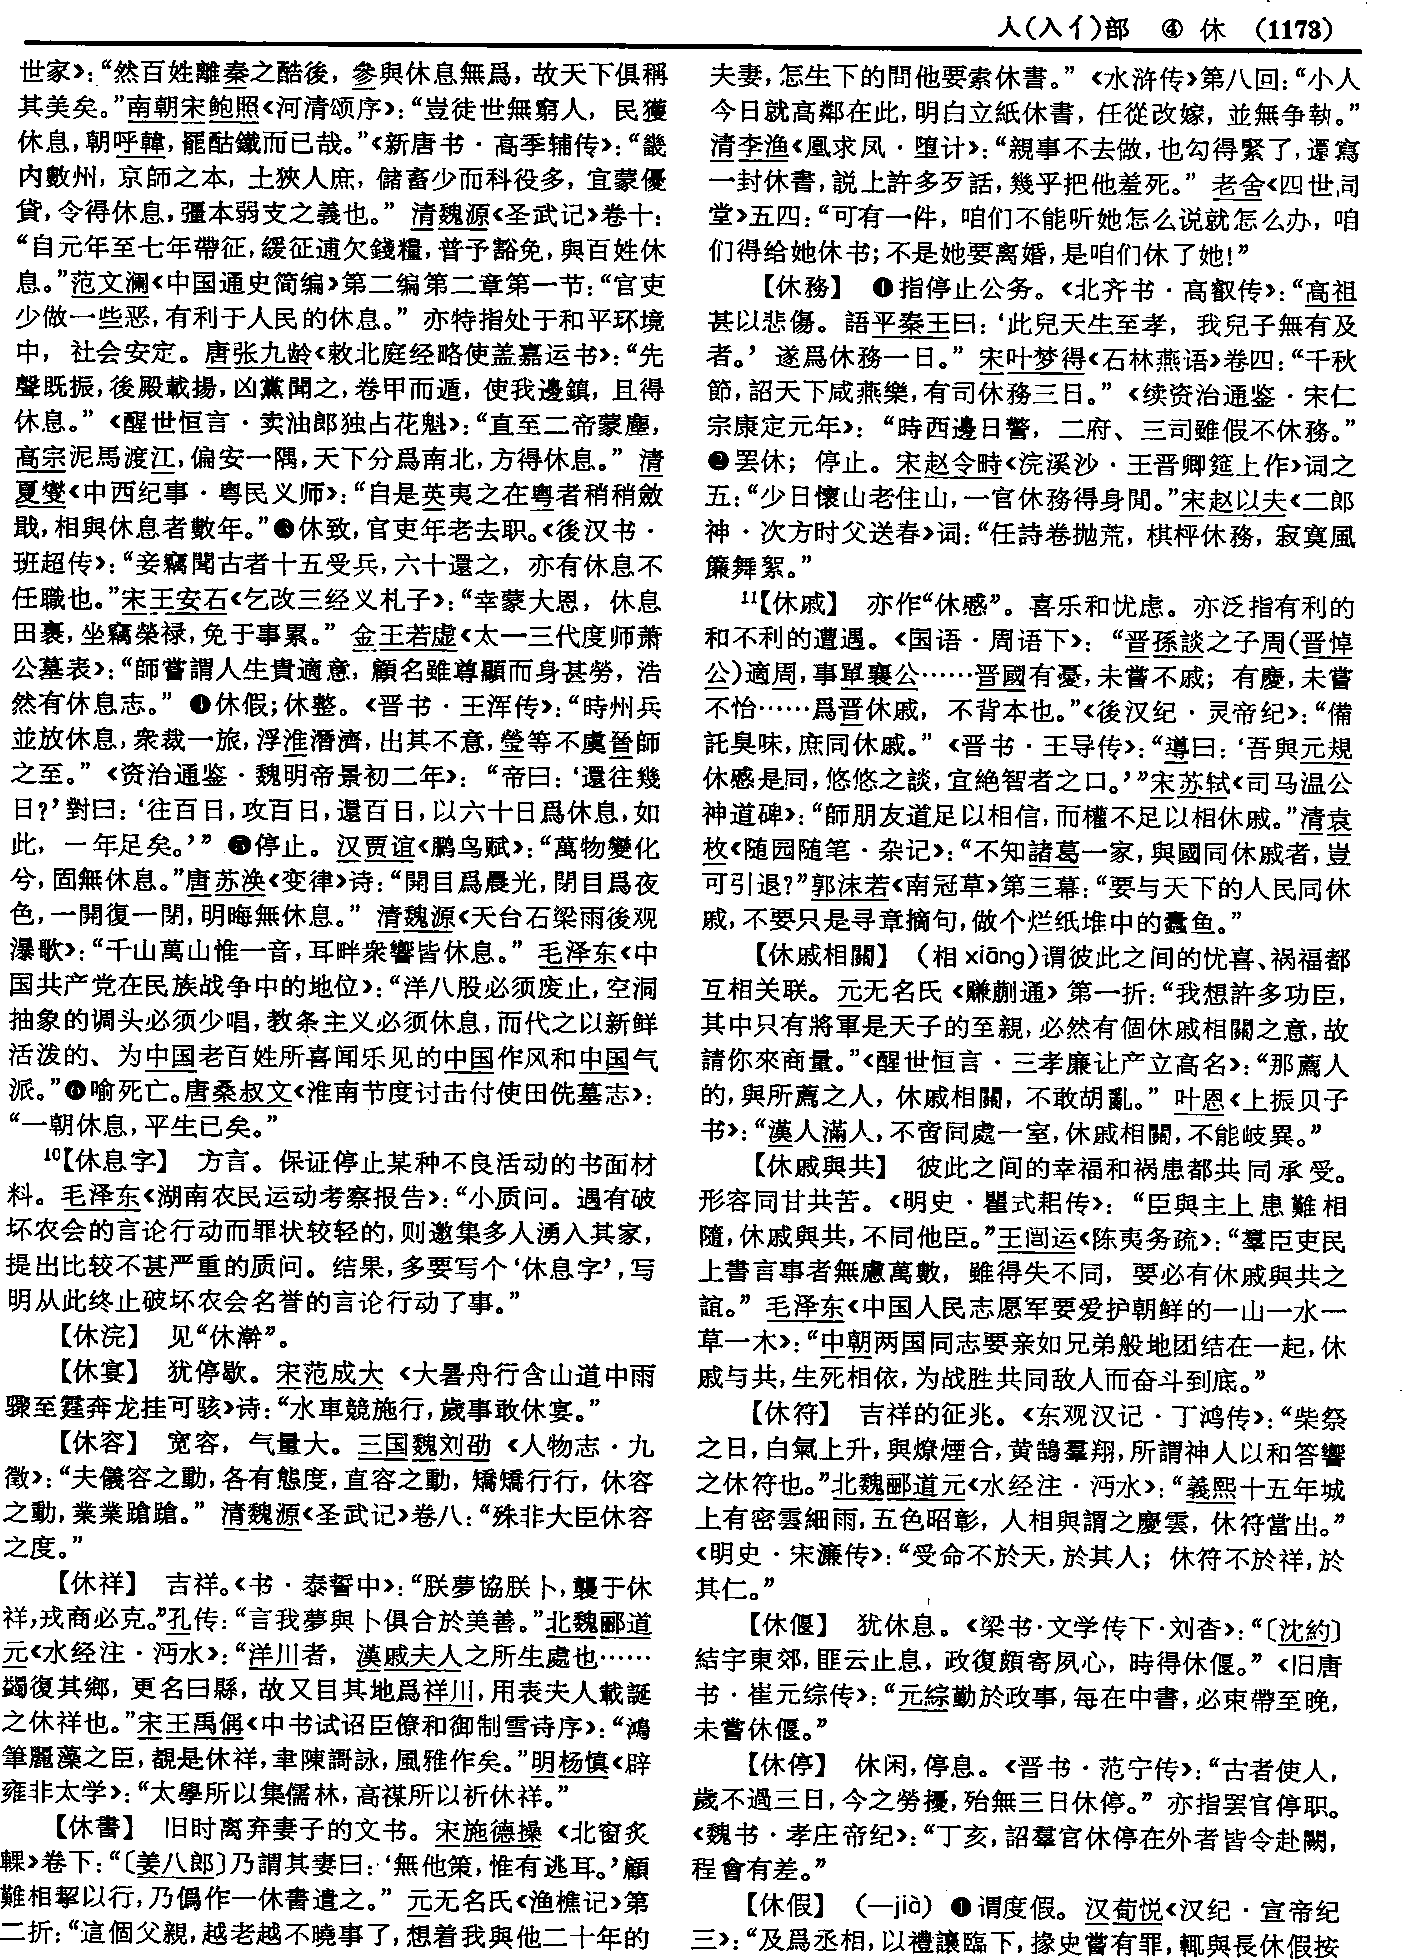 人(入亻)部 ④ 休 (1173)
世家》：“然百姓離秦之酷後，參與休息無爲，故天下俱稱
其美矣。”南朝宋鲍照《河清颂序》：“豈徒世無窮人，民獲
休息，朝呼韓，罷酤鐵而已哉。”《新唐书·高季辅传》：“畿
内數州，京師之本，土狹人庶，儲畜少而科役多，宜蒙優
貸，令得休息，彊本弱支之義也。”清魏源《圣武记》卷十：
“自元年至七年帶征，緩征逋欠錢糧，普予豁免，與百姓休
息。”范文澜《中国通史简编》第二编第二章第一节：“官吏
少做一些恶，有利于人民的休息。”亦特指处于和平环境
中，社会安定。唐张九龄《敕北庭经略使盖嘉运书》：“先
聲既振，後殿載揚，凶黨聞之，卷甲而遁，使我邊鎮，且得
休息。”《醒世恒言·卖油郎独占花魁》：“直至二帝蒙塵，
高宗泥馬渡江，偏安一隅，天下分爲南北，方得休息。”清
夏燮《中西纪事·粤民义师》：“自是英夷之在粤者稍稍斂
戢，相與休息者數年。”❸休致，官吏年老去职。《後汉书·
班超传》：“妾竊聞古者十五受兵，六十還之，亦有休息不
任職也。”宋王安石《乞改三经义札子》：“幸蒙大恩，休息
田裹，坐竊榮禄，免于事累。”金王若虚《太一三代度师萧
公墓表》：“師嘗謂人生貴適意，顧名雖尊顯而身甚勞，浩
然有休息志。”❹休假；休整。《晋书·王浑传》：“時州兵
並放休息，衆裁一旅，浮淮潛濟，出其不意，瑩等不虞晉師
之至。”《资治通鉴·魏明帝景初二年》：“帝曰：‘還往幾
日？’對曰：‘往百日，攻百日，還百日，以六十日爲休息，如
此，一年足矣。’”❺停止。汉贾谊《鹏鸟赋》：“萬物變化
兮，固無休息。”唐苏涣《变律》诗：“開目爲晨光，閉目爲夜
色，一開復一閉，明晦無休息。”清魏源《天台石梁雨後观
瀑歌》：“千山萬山惟一音，耳畔衆響皆休息。”毛泽东《中
国共产党在民族战争中的地位》：“洋八股必须废止，空洞
抽象的调头必须少唱，教条主义必须休息，而代之以新鲜
活泼的、为中国老百姓所喜闻乐见的中国作风和中国气
派。”❻喻死亡。唐桑叔文《淮南节度讨击付使田侁墓志》：
“一朝休息，平生已矣。”
¹⁰【休息字】 方言。保证停止某种不良活动的书面材
料。毛泽东《湖南农民运动考察报告》：“小质问。遇有破
坏农会的言论行动而罪状较轻的，则邀集多人湧入其家，
提出比较不甚严重的质问。结果，多要写个‘休息字’，写
明从此终止破坏农会名誉的言论行动了事。”
【休浣】 见“休澣”。
【休宴】 犹停歇。宋范成大《大暑舟行含山道中雨
骤至霆奔龙挂可骇》诗：“水車競施行，歲事敢休宴。”
【休容】 宽容，气量大。三国魏刘劭《人物志·九
徵》：“夫儀容之動，各有態度，直容之動，矯矯行行，休容
之動，業業蹌蹌。”清魏源《圣武记》卷八：“殊非大臣休容
之度。”
【休祥】 吉祥。《书·泰誓中》：“朕夢協朕卜，襲于休
祥，戎商必克。”孔传：“言我夢與卜俱合於美善。”北魏郦道
元《水经注·沔水》：“洋川者，漢戚夫人之所生處也……
蠲復其鄉，更名曰縣，故又目其地爲祥川，用表夫人載誕
之休祥也。”宋王禹偁《中书试诏臣僚和御制雪诗序》：“鴻
筆麗藻之臣，覩是休祥，聿陳謌詠，風雅作矣。”明杨慎《辟
雍非太学》：“太學所以集儒林，高禖所以祈休祥。”
【休書】 旧时离弃妻子的文书。宋施德操《北窗炙
輠》卷下：“〔姜八郎〕乃謂其妻曰：‘無他策，惟有逃耳。’顧
難相挈以行，乃僞作一休書遣之。”元无名氏《渔樵记》第
二折：“這個父親，越老越不曉事了，想着我與他二十年的
夫妻，怎生下的問他要索休書。”《水浒传》第八回：“小人
今日就高鄰在此，明白立紙休書，任從改嫁，並無争執。”
清李渔《凰求凤·堕计》：“親事不去做，也勾得緊了，還寫
一封休書，説上許多歹話，幾乎把他羞死。”老舍《四世同
堂》五四：“可有一件，咱们不能听她怎么说就怎么办，咱
们得给她休书；不是她要离婚，是咱们休了她！”
【休務】 ❶指停止公务。《北齐书·高叡传》：“高祖
甚以悲傷。語平秦王曰：‘此兒天生至孝，我兒子無有及
者。’遂爲休務一日。”宋叶梦得《石林燕语》卷四：“千秋
節，詔天下咸燕樂，有司休務三日。”《续资治通鉴·宋仁
宗康定元年》：“時西邊日警，二府、三司雖假不休務。”
❷罢休；停止。宋赵令畤《浣溪沙·王晋卿筵上作》词之
五：“少日懷山老住山，一官休務得身閒。”宋赵以夫《二郎
神·次方时父送春》词：“任詩卷抛荒，棋枰休務，寂寞風
簾舞絮。”
¹¹【休戚】 亦作“休慼”。喜乐和忧虑。亦泛指有利的
和不利的遭遇。《国语·周语下》：“晋孫談之子周(晋悼
公)適周，事單襄公……晋國有憂，未嘗不戚；有慶，未嘗
不怡……爲晋休戚，不背本也。”《後汉纪·灵帝纪》：“備
託臭味，庶同休戚。”《晋书·王导传》：“導曰：‘吾與元規
休慼是同，悠悠之談，宜絶智者之口。’”宋苏轼《司马温公
神道碑》：“師朋友道足以相信，而權不足以相休戚。”清袁
枚《随园随笔·杂记》：“不知諸葛一家，與國同休戚者，豈
可引退？”郭沫若《南冠草》第三幕：“要与天下的人民同休
戚，不要只是寻章摘句，做个烂纸堆中的蠹鱼。”
【休戚相關】 (相xiāng)谓彼此之间的忧喜、祸福都
互相关联。元无名氏《赚蒯通》第一折：“我想許多功臣，
其中只有將軍是天子的至親，必然有個休戚相關之意，故
請你來商量。”《醒世恒言·三孝廉让产立高名》：“那薦人
的，與所薦之人，休戚相關，不敢胡亂。”叶恩《上振贝子
书》：“漢人滿人，不啻同處一室，休戚相關，不能岐異。”
【休戚與共】 彼此之间的幸福和祸患都共同承受。
形容同甘共苦。《明史·瞿式耜传》：“臣與主上患難相
隨，休戚與共，不同他臣。”王闿运《陈夷务疏》：“羣臣吏民
上書言事者無慮萬數，雖得失不同，要必有休戚與共之
誼。”毛泽东《中国人民志愿军要爱护朝鲜的一山一水一
草一木》：“中朝两国同志要亲如兄弟般地团结在一起，休
戚与共，生死相依，为战胜共同敌人而奋斗到底。”
【休符】 吉祥的征兆。《东观汉记·丁鸿传》：“柴祭
之日，白氣上升，與燎煙合，黄鵠羣翔，所謂神人以和答響
之休符也。”北魏郦道元《水经注·沔水》：“義熙十五年城
上有密雲細雨，五色昭彰，人相與謂之慶雲，休符當出。”
《明史·宋濂传》：“受命不於天，於其人；休符不於祥，於
其仁。”
【休偃】 犹休息。《梁书·文学传下·刘杳》：“〔沈約〕
結宇東郊，匪云止息，政復頗寄夙心，時得休偃。”《旧唐
书·崔元综传》：“元綜勤於政事，每在中書，必束帶至晚，
未嘗休偃。”
【休停】 休闲，停息。《晋书·范宁传》：“古者使人，
歲不過三日，今之勞擾，殆無三日休停。”亦指罢官停职。
《魏书·孝庄帝纪》：“丁亥，詔羣官休停在外者皆令赴闕，
程會有差。”
【休假】 (—jià) ❶谓度假。汉荀悦《汉纪·宣帝纪
三》：“及爲丞相，以禮讓臨下，掾史嘗有罪，輒與長休假按